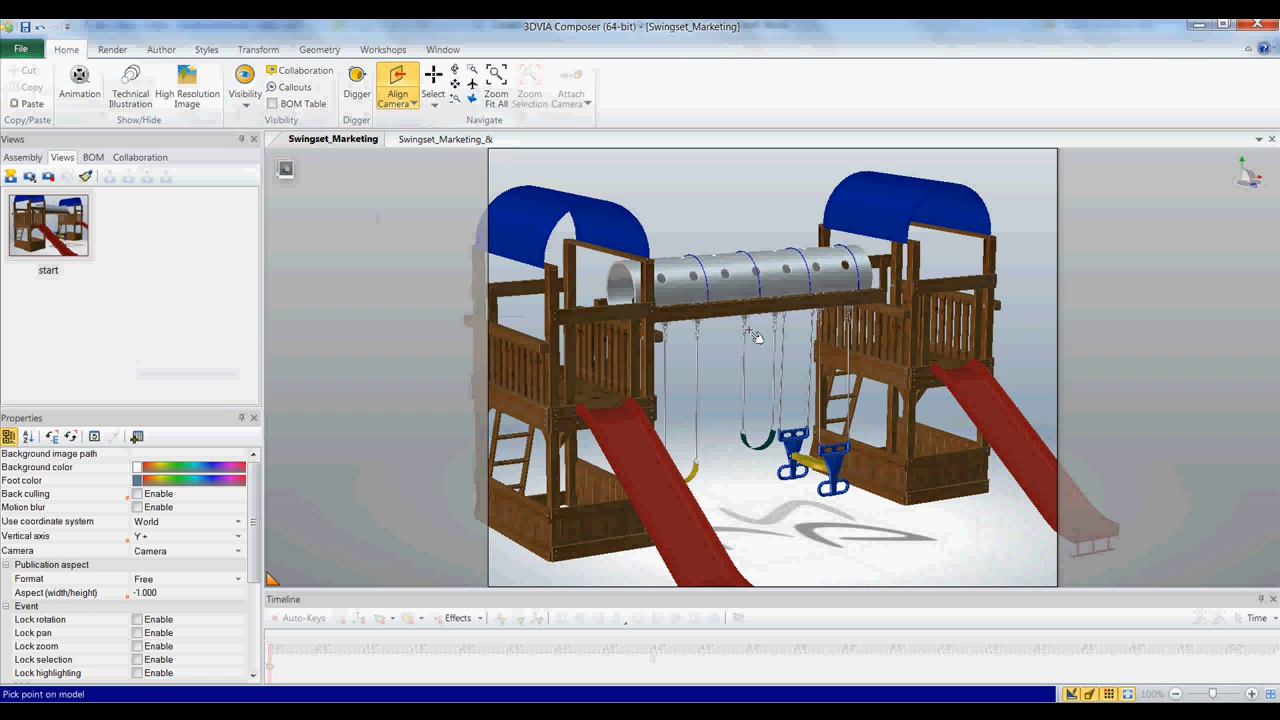 3DVIA Composer (64-bit) - [Swingset_Marketing]
File Home Render Author Styles Transform Geometry Workshops Window
Cut
Copy
Paste
Copy/Paste
Animation
Technical Illustration
High Resolution Image
Show/Hide
Visibility
Collaboration
Callouts
BOM Table
Visibility
Digger
Digger
Align Camera
Select
Zoom Fit All
Zoom Selection
Attach Camera
Navigate
Views
Assembly Views BOM Collaboration
start
Swingset_Marketing Swingset_Marketing_&
Properties
Background image path
Background color
Foot color
Back culling Enable
Motion blur Enable
Use coordinate system World
Vertical axis Y +
Camera Camera
Publication aspect
Format Free
Aspect (width/height) -1.000
Event
Lock rotation Enable
Lock pan Enable
Lock zoom Enable
Lock selection Enable
Lock highlighting Enable
Timeline
Auto-Keys Effects Time
Pick point on model
100%